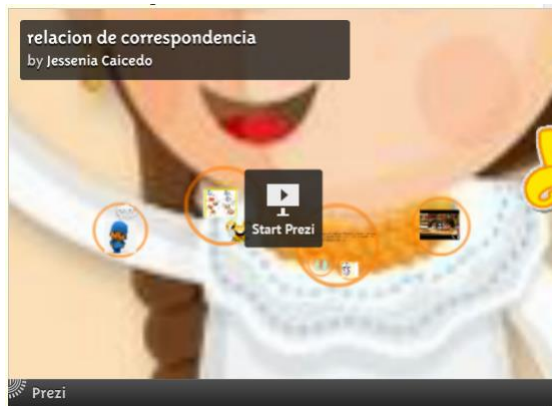 relacion de correspondencia
by Jessenia Caicedo
Start Prezi
Prezi